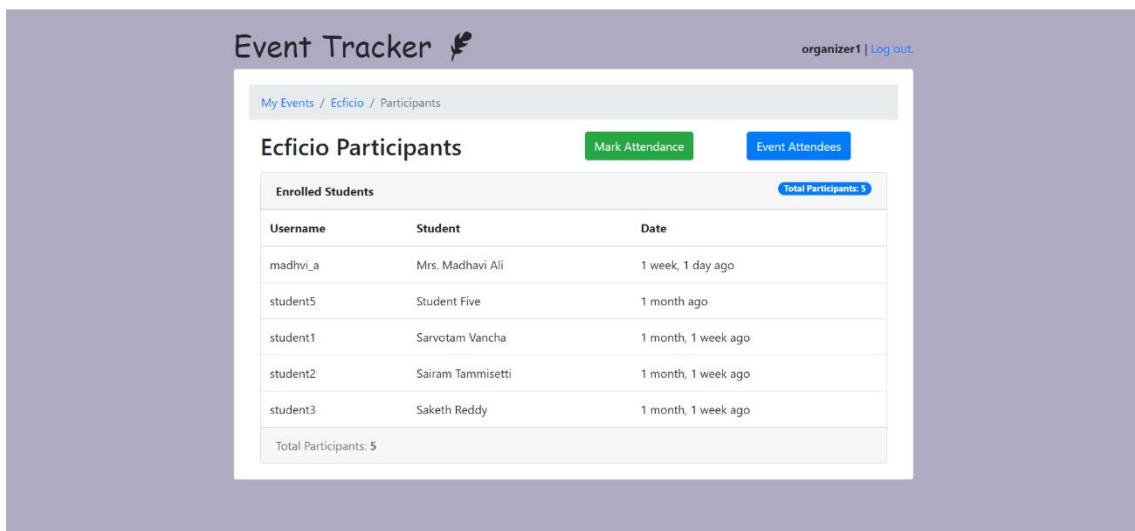 Event Tracker
organizer1 | Log out.
My Events / Ecficio / Participants
Ecficio Participants
Mark Attendance
Event Attendees
Enrolled Students
Total Participants: 5
Username Student Date
madhvi_a Mrs. Madhavi Ali 1 week, 1 day ago
student5 Student Five 1 month ago
student1 Sarvotam Vancha 1 month, 1 week ago
student2 Sairam Tammisetti 1 month, 1 week ago
student3 Saketh Reddy 1 month, 1 week ago
Total Participants: 5